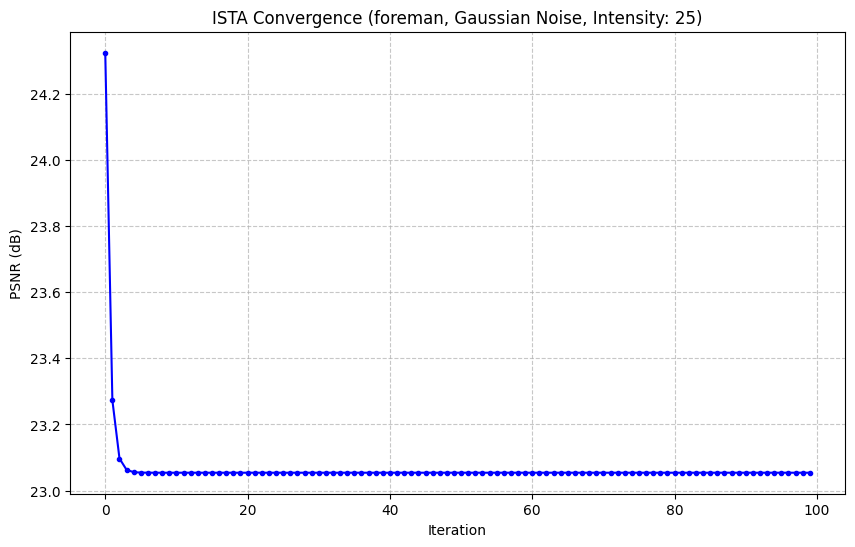 ISTA Convergence (foreman, Gaussian Noise, Intensity: 25)
24.2
24.0
23.8
23.6
23.4
23.2
23.0
PSNR (dB)
0 20 40 60 80 100
Iteration